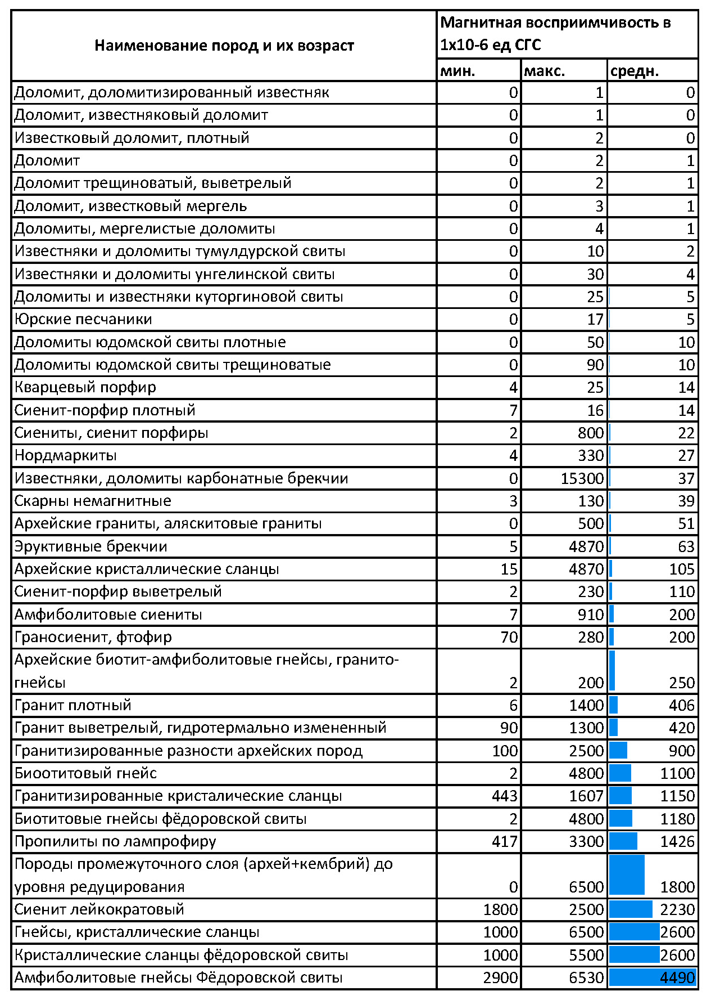 Наименование пород и их возраст
Магнитная восприимчивость в
1x10-6 ед СГС
мин. макс. средн.
Доломит, доломитизированный известняк 0 1 0
Доломит, известняковый доломит 0 1 0
Известковый доломит, плотный 0 2 0
Доломит 0 2 1
Доломит трещиноватый, выветрелый 0 2 1
Доломит, известковый мергель 0 3 1
Доломиты, мергелистые доломиты 0 4 1
Известняки и доломиты тумулдурской свиты 0 10 2
Известняки и доломиты унгелинской свиты 0 30 4
Доломиты и известняки куторгиновой свиты 0 25 5
Юрские песчаники 0 17 5
Доломиты юдомской свиты плотные 0 50 10
Доломиты юдомской свиты трещиноватые 0 90 10
Кварцевый порфир 4 25 14
Сиенит-порфир плотный 7 16 14
Сиениты, сиенит порфиры 2 800 22
Нордмаркиты 4 330 27
Известняки, доломиты карбонатные брекчии 0 15300 37
Скарны немагнитные 3 130 39
Архейские граниты, аляскитовые граниты 0 500 51
Эруктивные брекчии 5 4870 63
Архейские кристаллические сланцы 15 4870 105
Сиенит-порфир выветрелый 2 230 110
Амфиболитовые сиениты 7 910 200
Граносиенит, фтофир 70 280 200
Архейские биотит-амфиболитовые гнейсы, гранито-
гнейсы 2 200 250
Гранит плотный 6 1400 406
Гранит выветрелый, гидротермально измененный 90 1300 420
Гранитизированные разности архейских пород 100 2500 900
Биоотитовый гнейс 2 4800 1100
Гранитизированные кристалические сланцы 443 1607 1150
Биотитовые гнейсы фёдоровской свиты 2 4800 1180
Пропилиты по лампрофиру 417 3300 1426
Породы промежуточного слоя (архей+кембрий) до
уровня редуцирования 0 6500 1800
Сиенит лейкократовый 1800 2500 2230
Гнейсы, кристаллические сланцы 1000 6500 2600
Кристаллические сланцы фёдоровской свиты 1000 5500 2600
Амфиболитовые гнейсы Фёдоровской свиты 2900 6530 4490